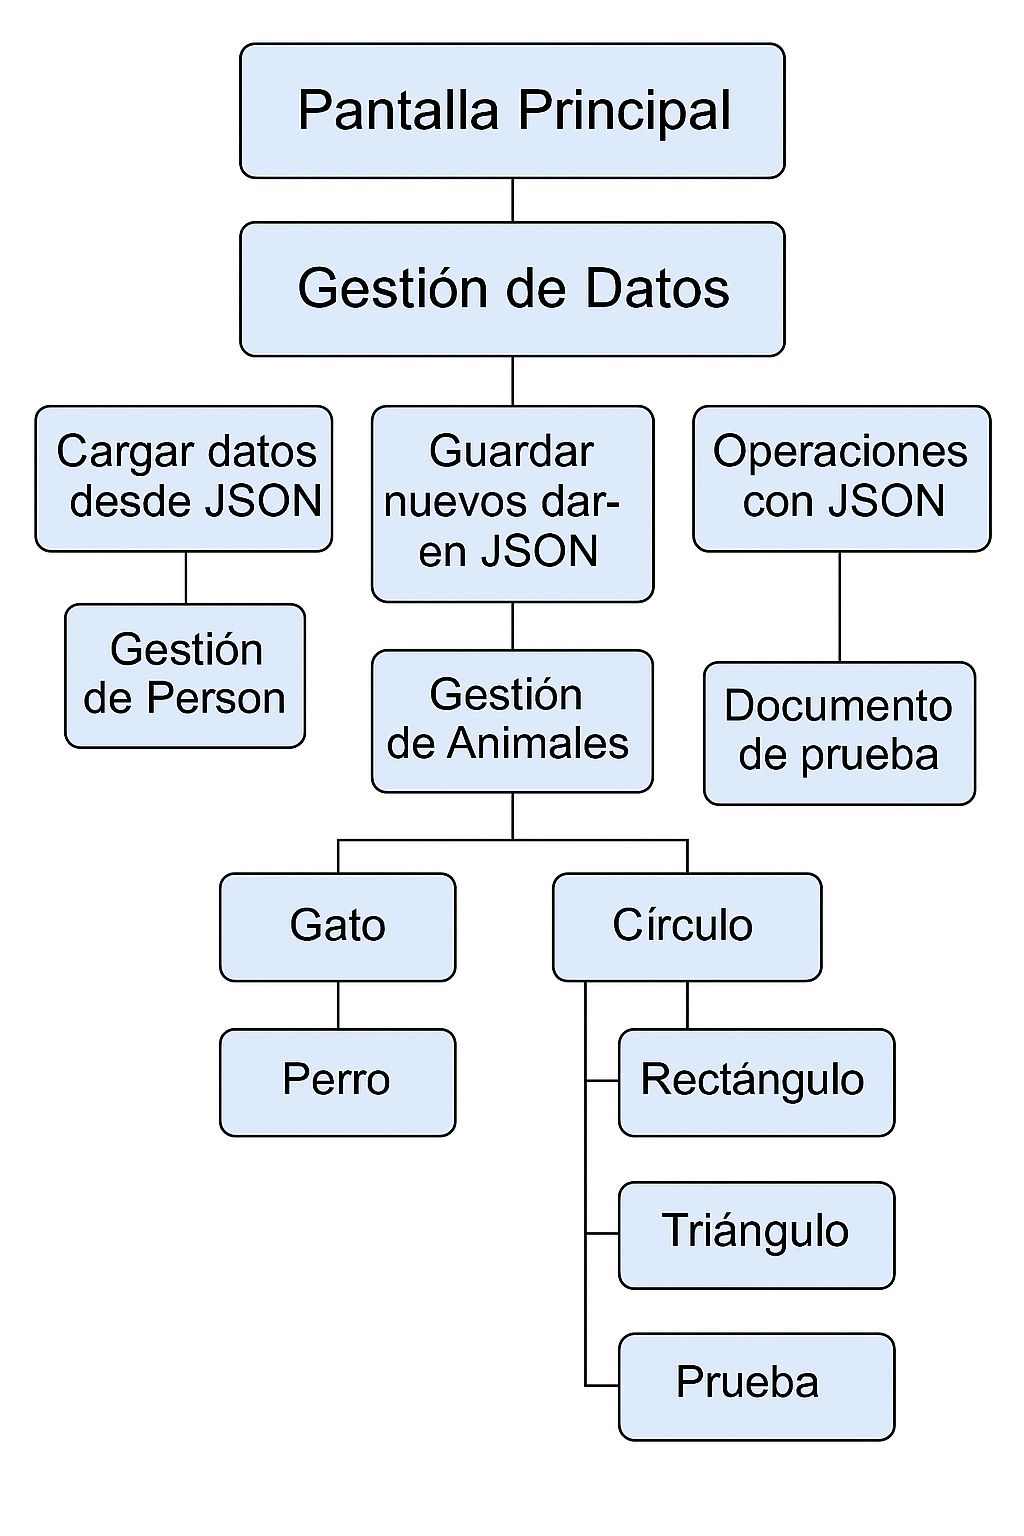 Pantalla Principal
Gestión de Datos
Cargar datos
desde JSON
Guardar
nuevos dar-
en JSON
Operaciones
con JSON
Gestión
de Person
Gestión
de Animales
Documento
de prueba
Gato
Círculo
Perro
Rectángulo
Triángulo
Prueba